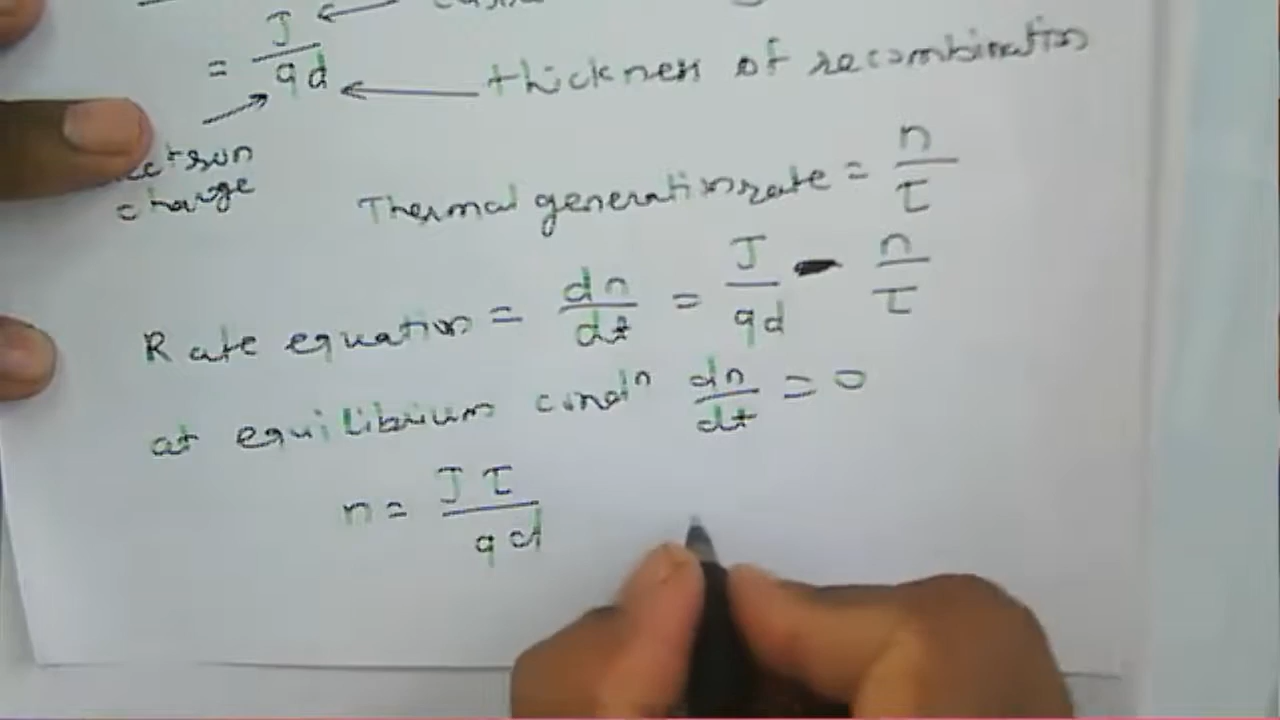 = J / qd ← thickness of recombination
charge
Thermal generation rate = n / τ
Rate equation = dn / dt = J / qd - n / τ
at equilibrium condⁿ dn / dt = 0
n = J τ / qd